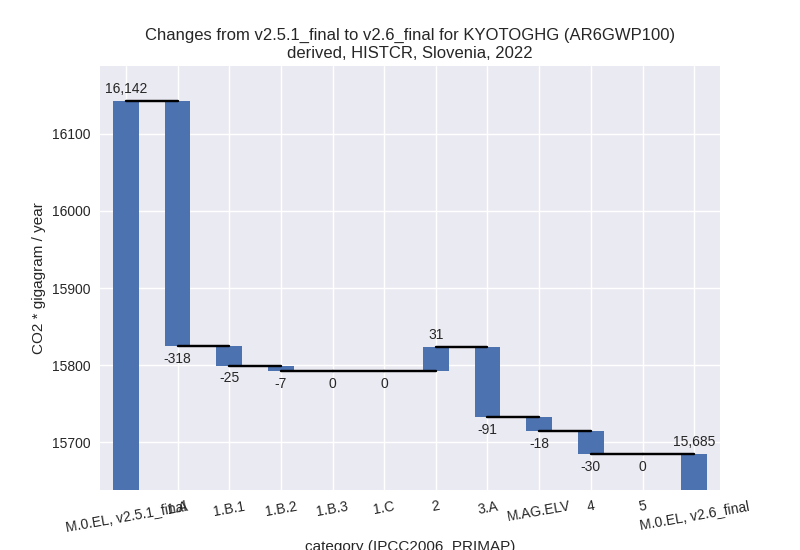 Changes from v2.5.1_final to v2.6_final for KYOTOGHG (AR6GWP100)
derived, HISTCR, Slovenia, 2022
16,142
16100
16000
15900
15800
15700
CO2 * gigagram / year
-318
-25
-7
0
0
31
-91
-18
-30
0
15,685
M.0.EL, v2.5.1_final
1.A
1.B.1
1.B.2
1.B.3
1.C
2
3.A
M.AG.ELV
4
5
M.0.EL, v2.6_final
category (IPCC2006_PRIMAP)